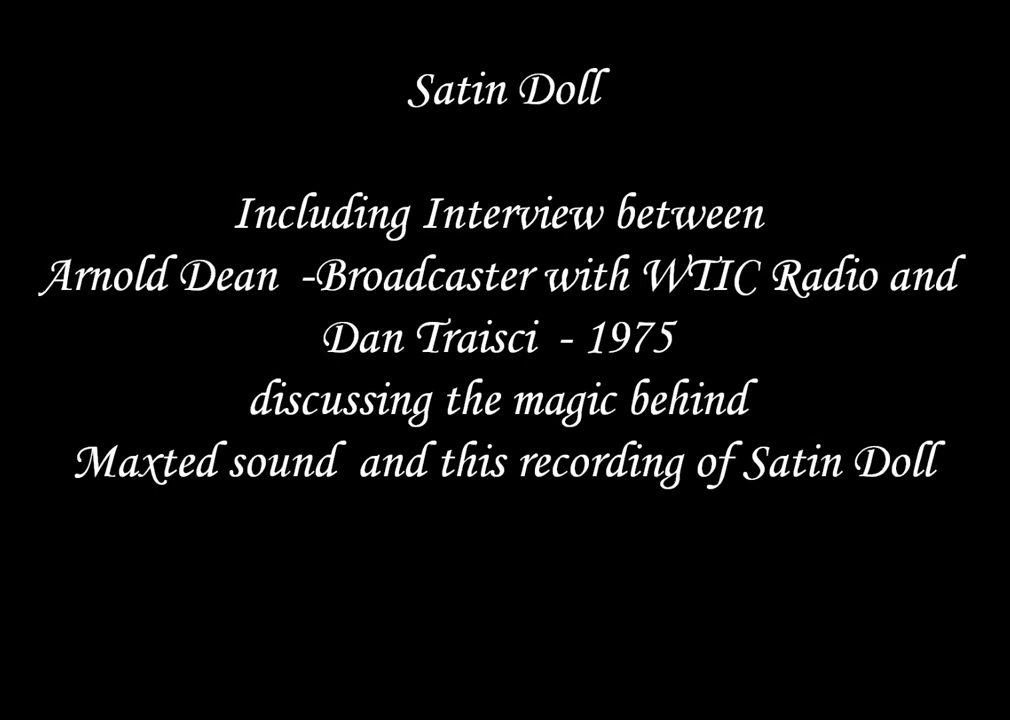 Satin Doll
Including Interview between
Arnold Dean -Broadcaster with WTIC Radio and
Dan Traisci - 1975
discussing the magic behind
Maxted sound and this recording of Satin Doll